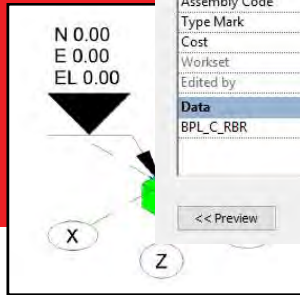 N 0.00
E 0.00
EL 0.00
X
Z
Assembly Code
Type Mark
Cost
Workset
Edited by
Data
BPL_C_RBR
<< Preview